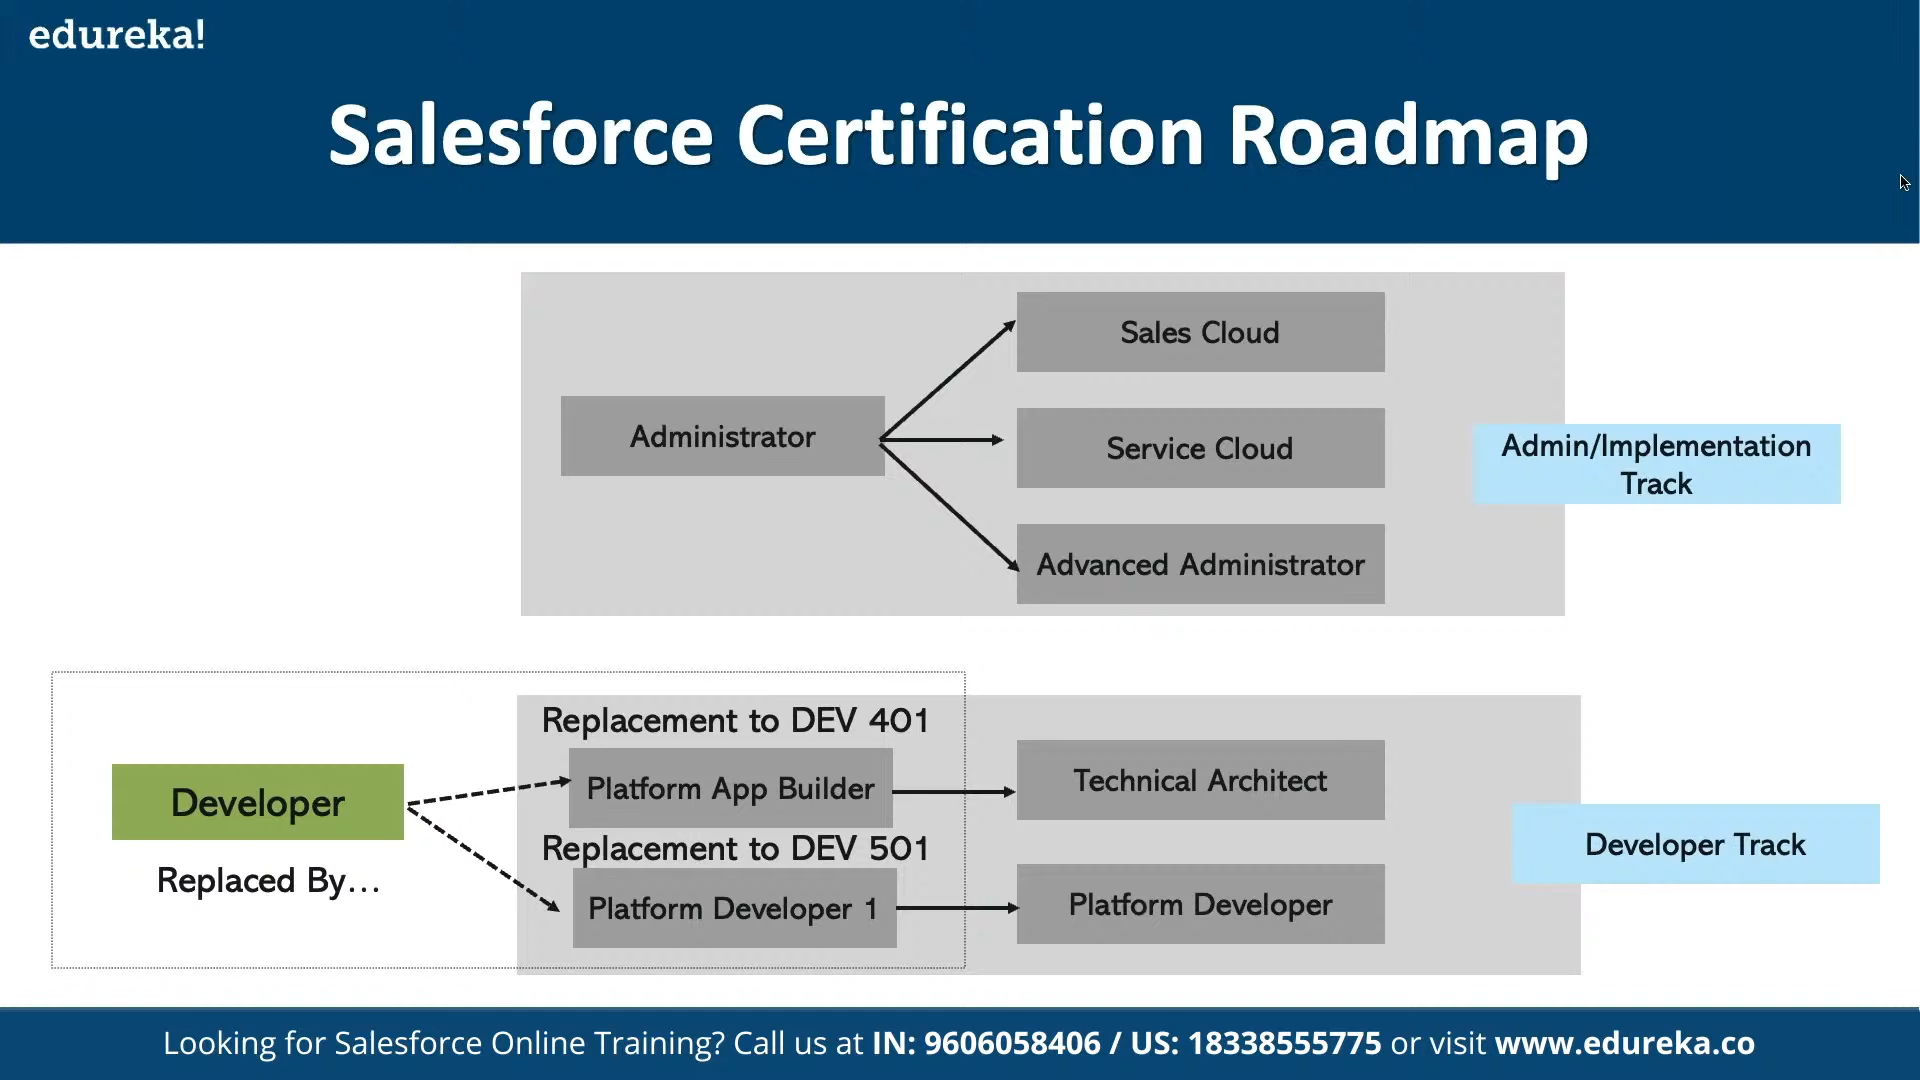 edureka!
Salesforce Certification Roadmap
Sales Cloud
Administrator
Service Cloud
Admin/Implementation
Track
Advanced Administrator
Replacement to DEV 401
Platform App Builder
Technical Architect
Developer
Replaced By...
Replacement to DEV 501
Platform Developer 1
Platform Developer
Developer Track
Looking for Salesforce Online Training? Call us at IN: 9606058406 / US: 18338555775 or visit www.edureka.co